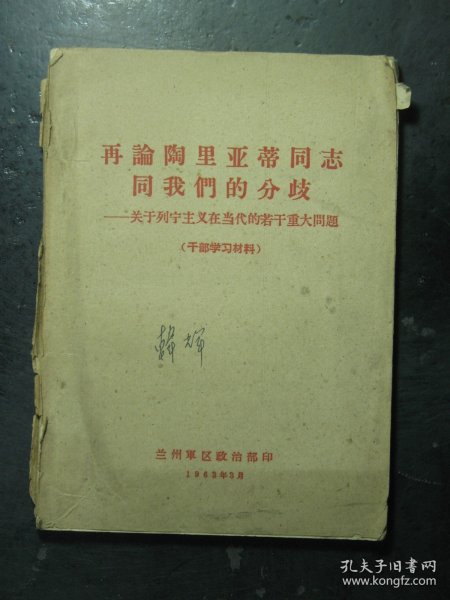 再論陶里亚蒂同志
同我們的分歧
——关于列宁主义在当代的若干重大問題
（干部学习材料）
兰州軍区政治部印
1963年3月
孔夫子旧书网
www.kongfz.com